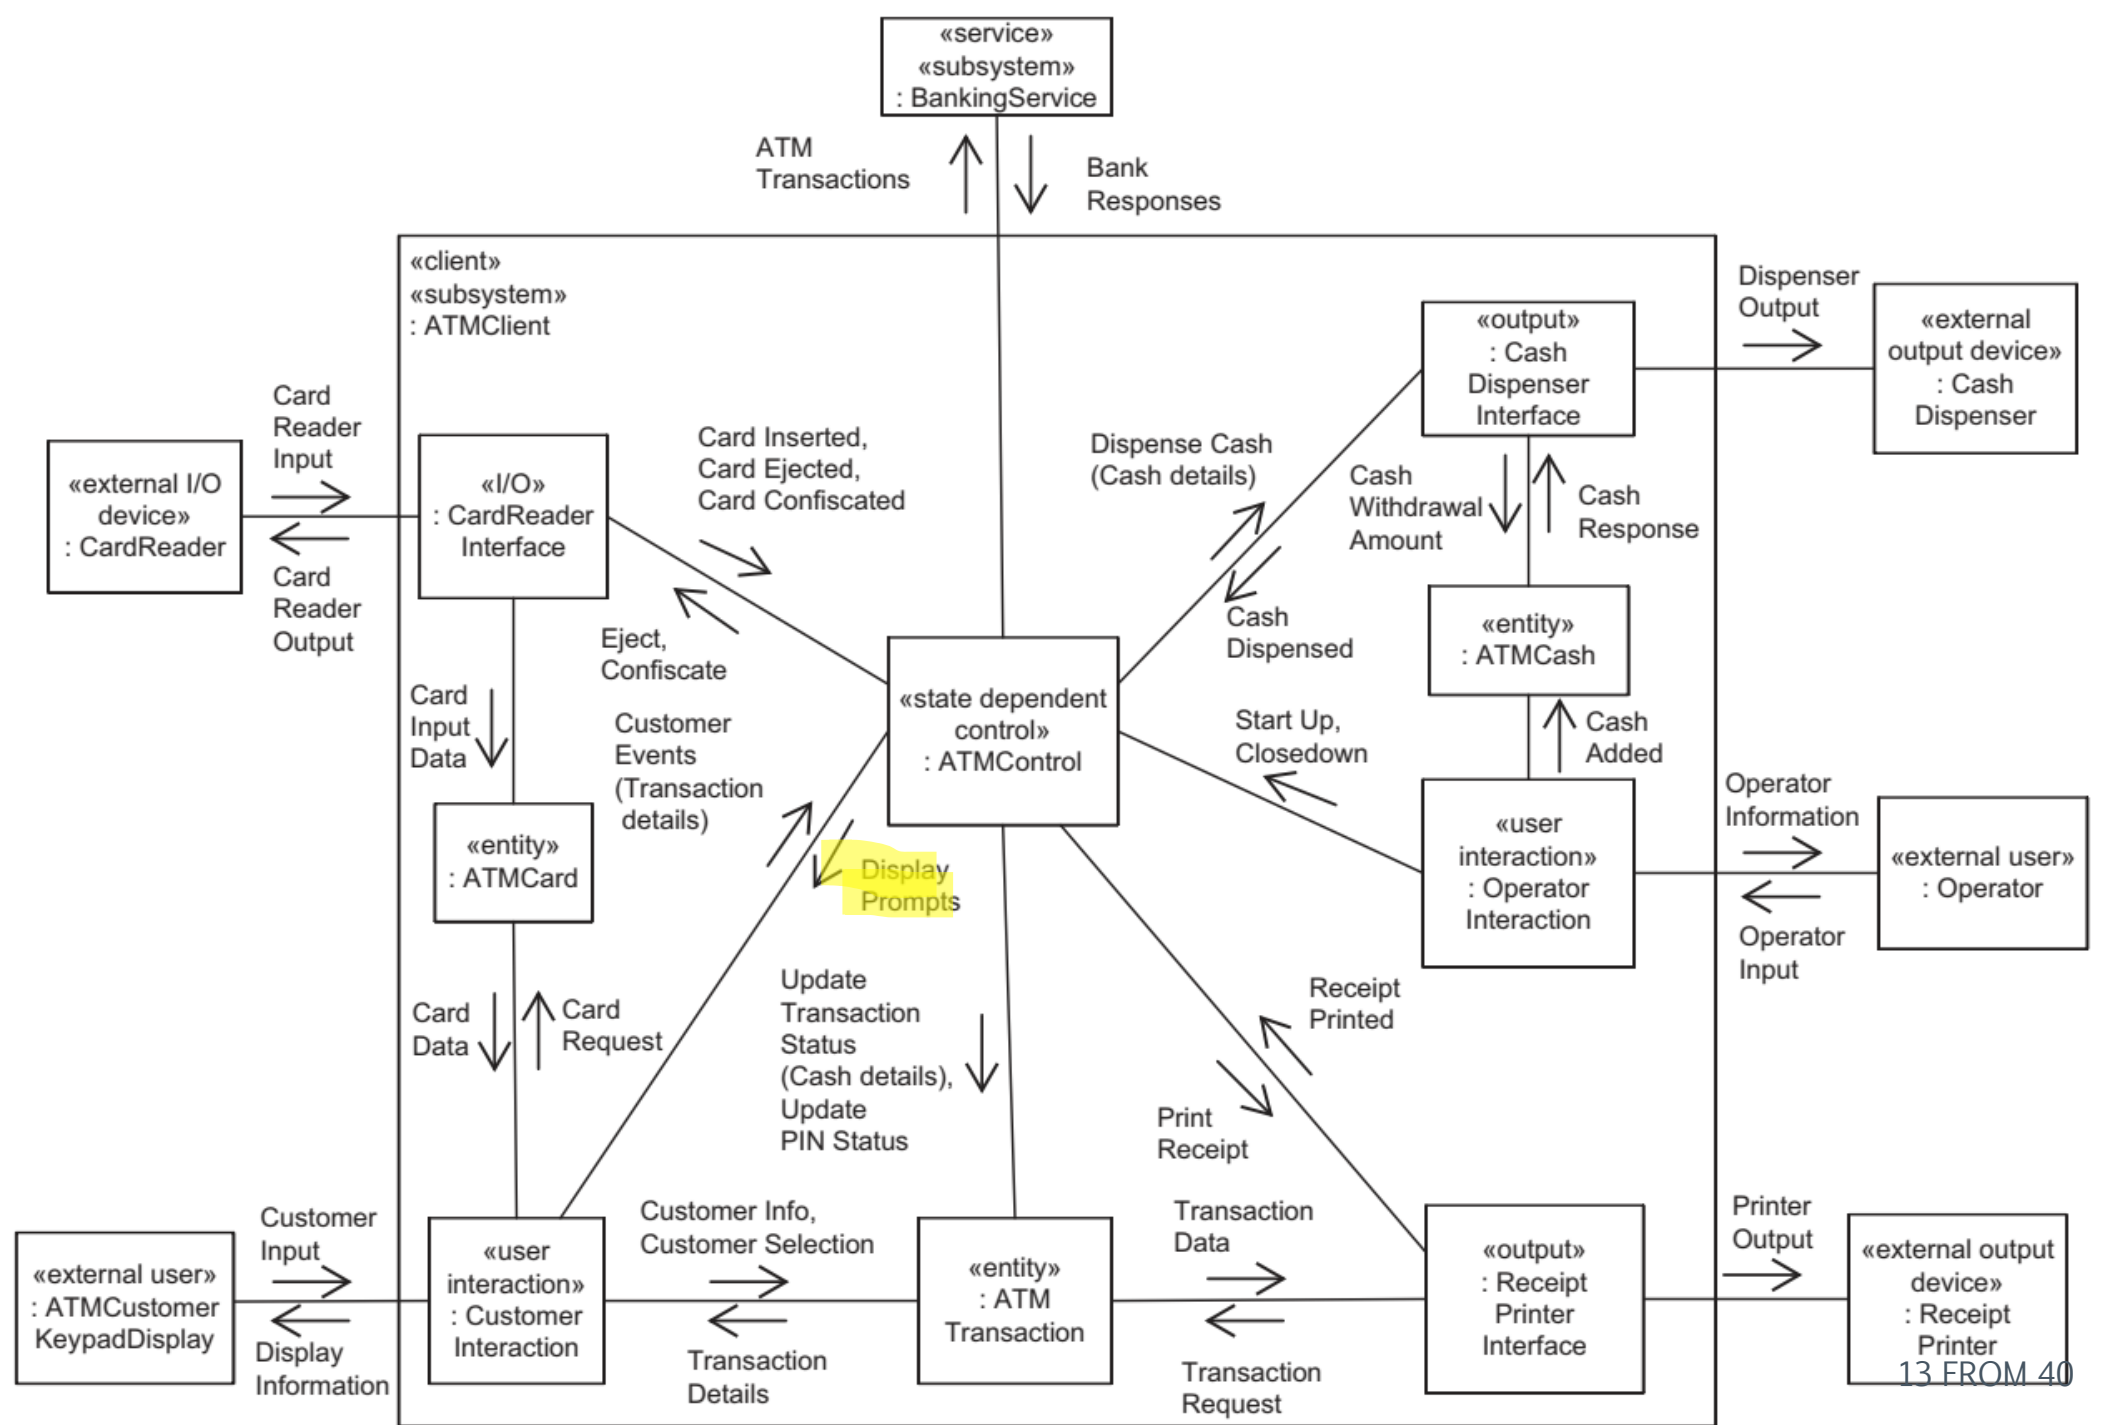 «service»
«subsystem»
: BankingService
ATM
Transactions
Bank
Responses
«client»
«subsystem»
: ATMClient
Dispenser
Output
«output»
: Cash
Dispenser
Interface
«external
output device»
: Cash
Dispenser
Card
Reader
Input
«external I/O
device»
: CardReader
Card
Reader
Output
«I/O»
: CardReader
Interface
Card Inserted,
Card Ejected,
Card Confiscated
Eject,
Confiscate
Dispense Cash
(Cash details)
Cash
Dispensed
Cash
Withdrawal
Amount
Cash
Response
«entity»
: ATMCash
Cash
Added
Card
Input
Data
Customer
Events
(Transaction
details)
«state dependent
control»
: ATMControl
Start Up,
Closedown
«user
interaction»
: Operator
Interaction
Operator
Information
«external user»
: Operator
Operator
Input
«entity»
: ATMCard
Display
Prompts
Card
Data
Card
Request
Update
Transaction
Status
(Cash details),
Update
PIN Status
Receipt
Printed
Print
Receipt
Customer
Input
«external user»
: ATMCustomer
KeypadDisplay
Display
Information
«user
interaction»
: Customer
Interaction
Customer Info,
Customer Selection
Transaction
Details
«entity»
: ATM
Transaction
Transaction
Data
Transaction
Request
«output»
: Receipt
Printer
Interface
Printer
Output
«external output
device»
: Receipt
Printer
13 FROM 40